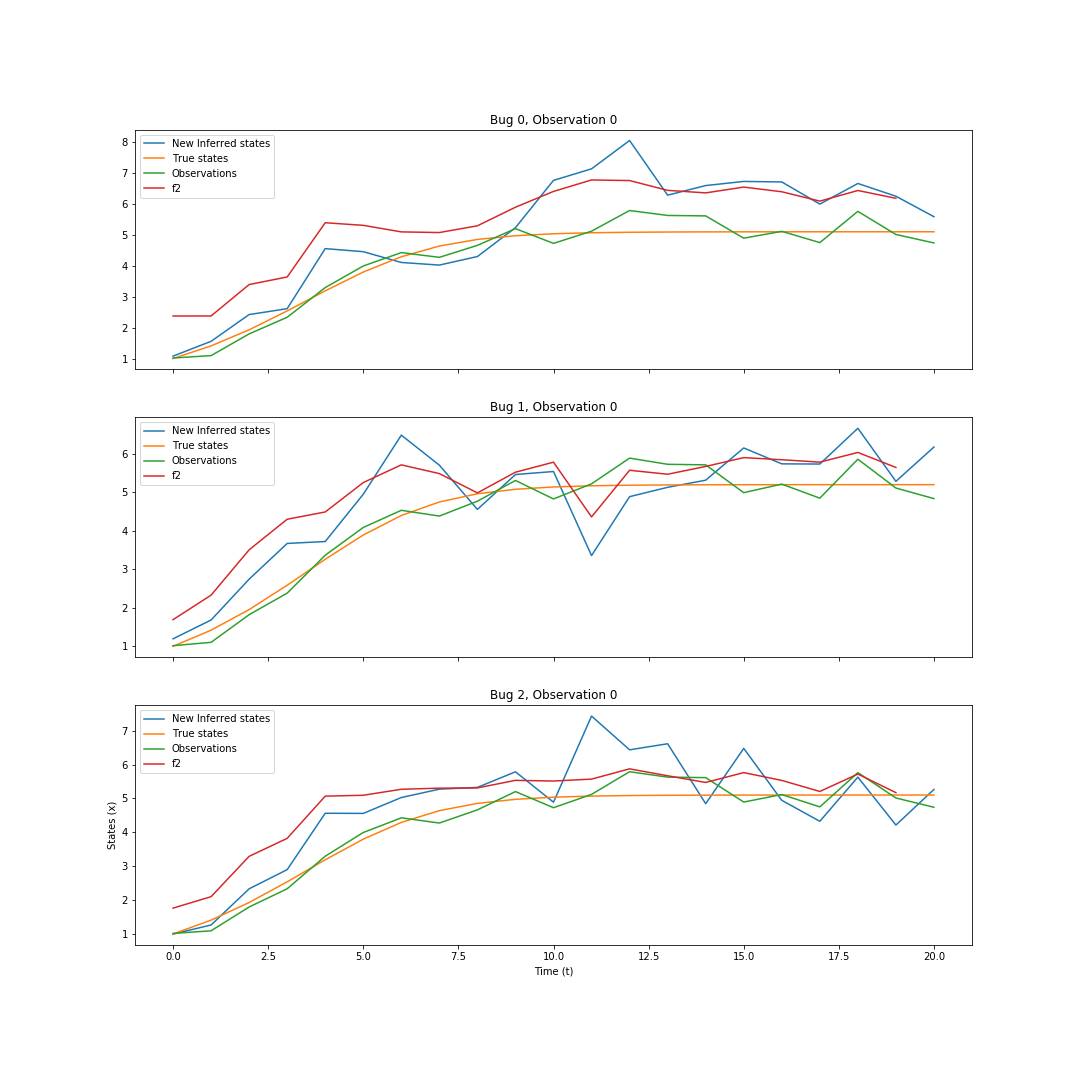 Bug 0, Observation 0
New Inferred states
True states
Observations
f2
8
7
6
5
4
3
2
1
Bug 1, Observation 0
New Inferred states
True states
Observations
f2
6
5
4
3
2
1
Bug 2, Observation 0
New Inferred states
True states
Observations
f2
7
6
5
4
3
2
1
States (x)
0.0 2.5 5.0 7.5 10.0 12.5 15.0 17.5 20.0
Time (t)